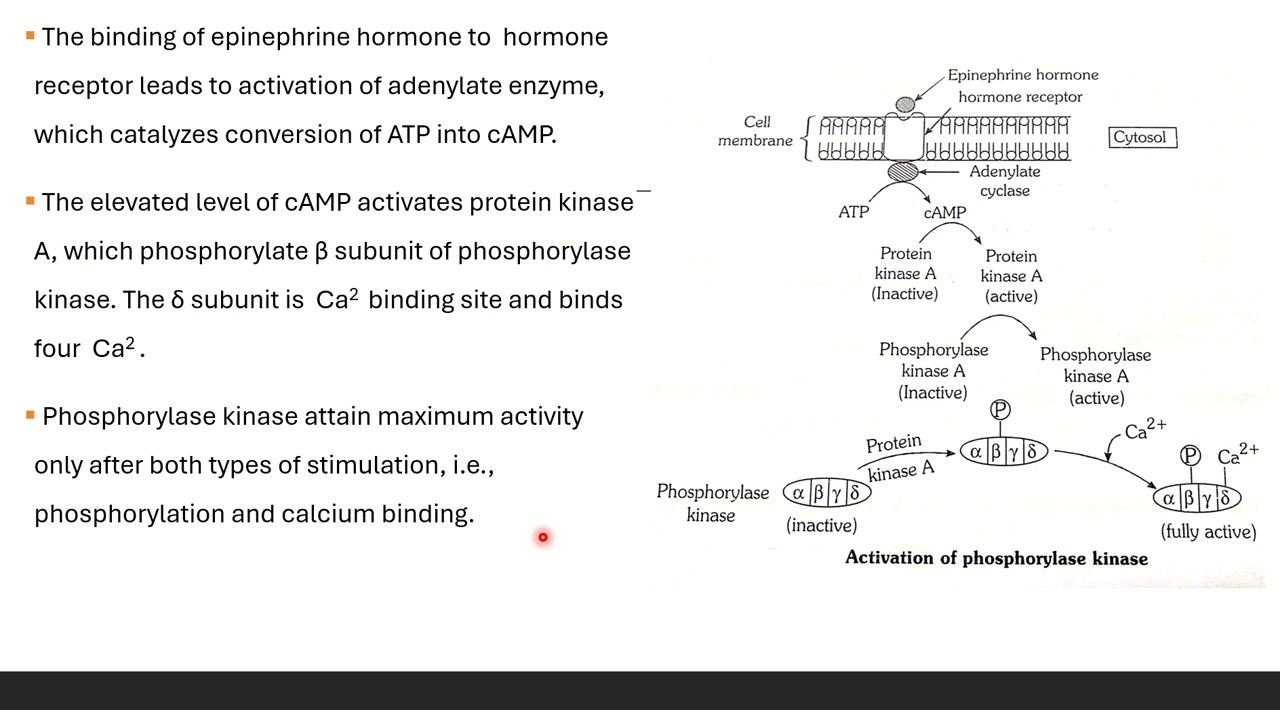 ▪ The binding of epinephrine hormone to hormone
receptor leads to activation of adenylate enzyme,
which catalyzes conversion of ATP into cAMP.
▪ The elevated level of cAMP activates protein kinase
A, which phosphorylate β subunit of phosphorylase
kinase. The δ subunit is Ca² binding site and binds
four Ca².
▪ Phosphorylase kinase attain maximum activity
only after both types of stimulation, i.e.,
phosphorylation and calcium binding.
Epinephrine hormone
hormone receptor
Cell
membrane
Cytosol
Adenylate
cyclase
ATP
cAMP
Protein
kinase A
(Inactive)
Protein
kinase A
(active)
Phosphorylase
kinase A
(Inactive)
Phosphorylase
kinase A
(active)
Phosphorylase
kinase
α β γ δ
(inactive)
Protein
kinase A
P
α β γ δ
Ca²⁺
P Ca²⁺
α β γ δ
(fully active)
Activation of phosphorylase kinase